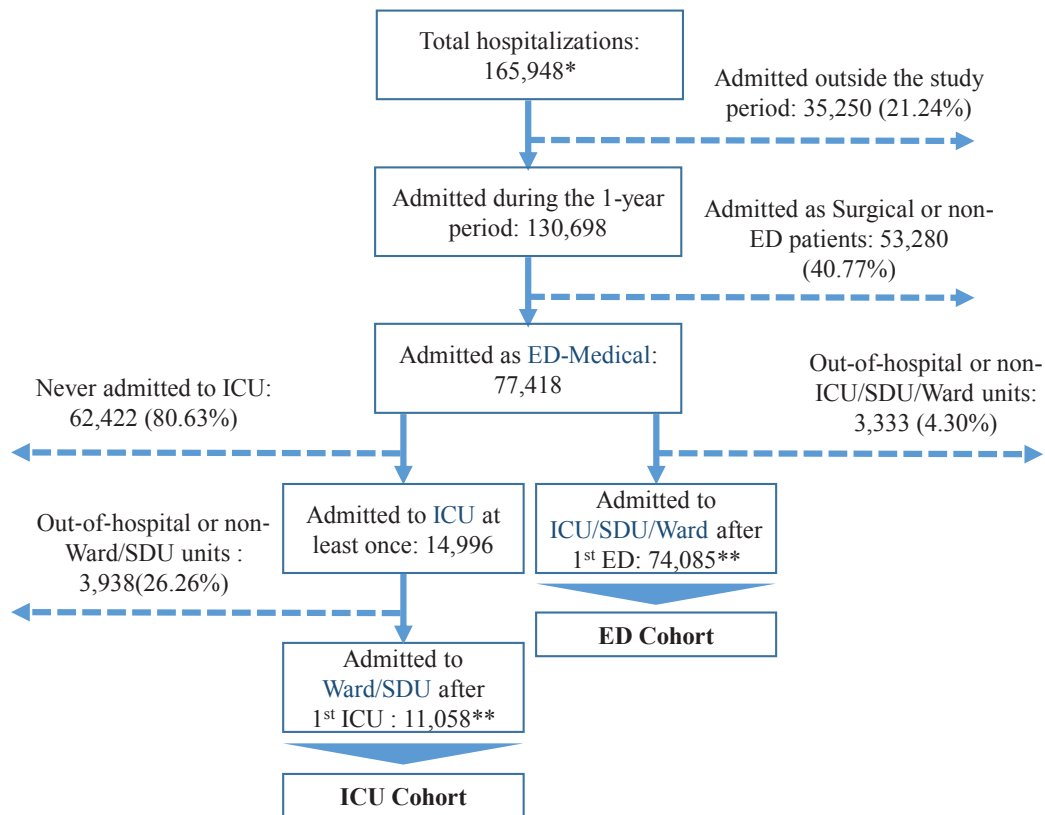 Total hospitalizations:
165,948*
Admitted outside the study
period: 35,250 (21.24%)
Admitted during the 1-year
period: 130,698
Admitted as Surgical or non-
ED patients: 53,280
(40.77%)
Admitted as ED-Medical:
77,418
Never admitted to ICU:
62,422 (80.63%)
Out-of-hospital or non-
ICU/SDU/Ward units:
3,333 (4.30%)
Admitted to ICU at
least once: 14,996
Admitted to
ICU/SDU/Ward after
1st ED: 74,085**
Out-of-hospital or non-
Ward/SDU units :
3,938(26.26%)
ED Cohort
Admitted to
Ward/SDU after
1st ICU : 11,058**
ICU Cohort